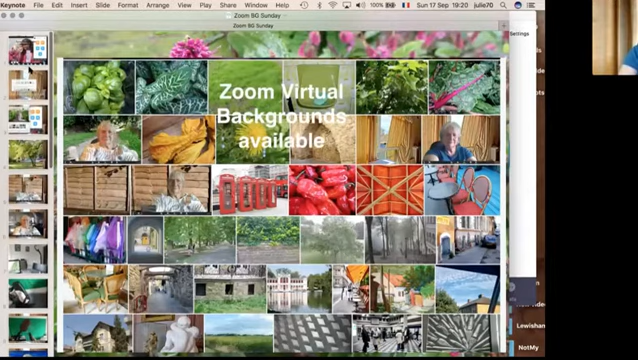 Keynote File Edit Insert Slide Format Arrange View Play Share Window Help 100% Sun 17 Sep 19:20 julie70
Zoom BG Sunday
Zoom BG Sunday
Settings
Zoom Virtual
Backgrounds
available
Lewishan
NotMy